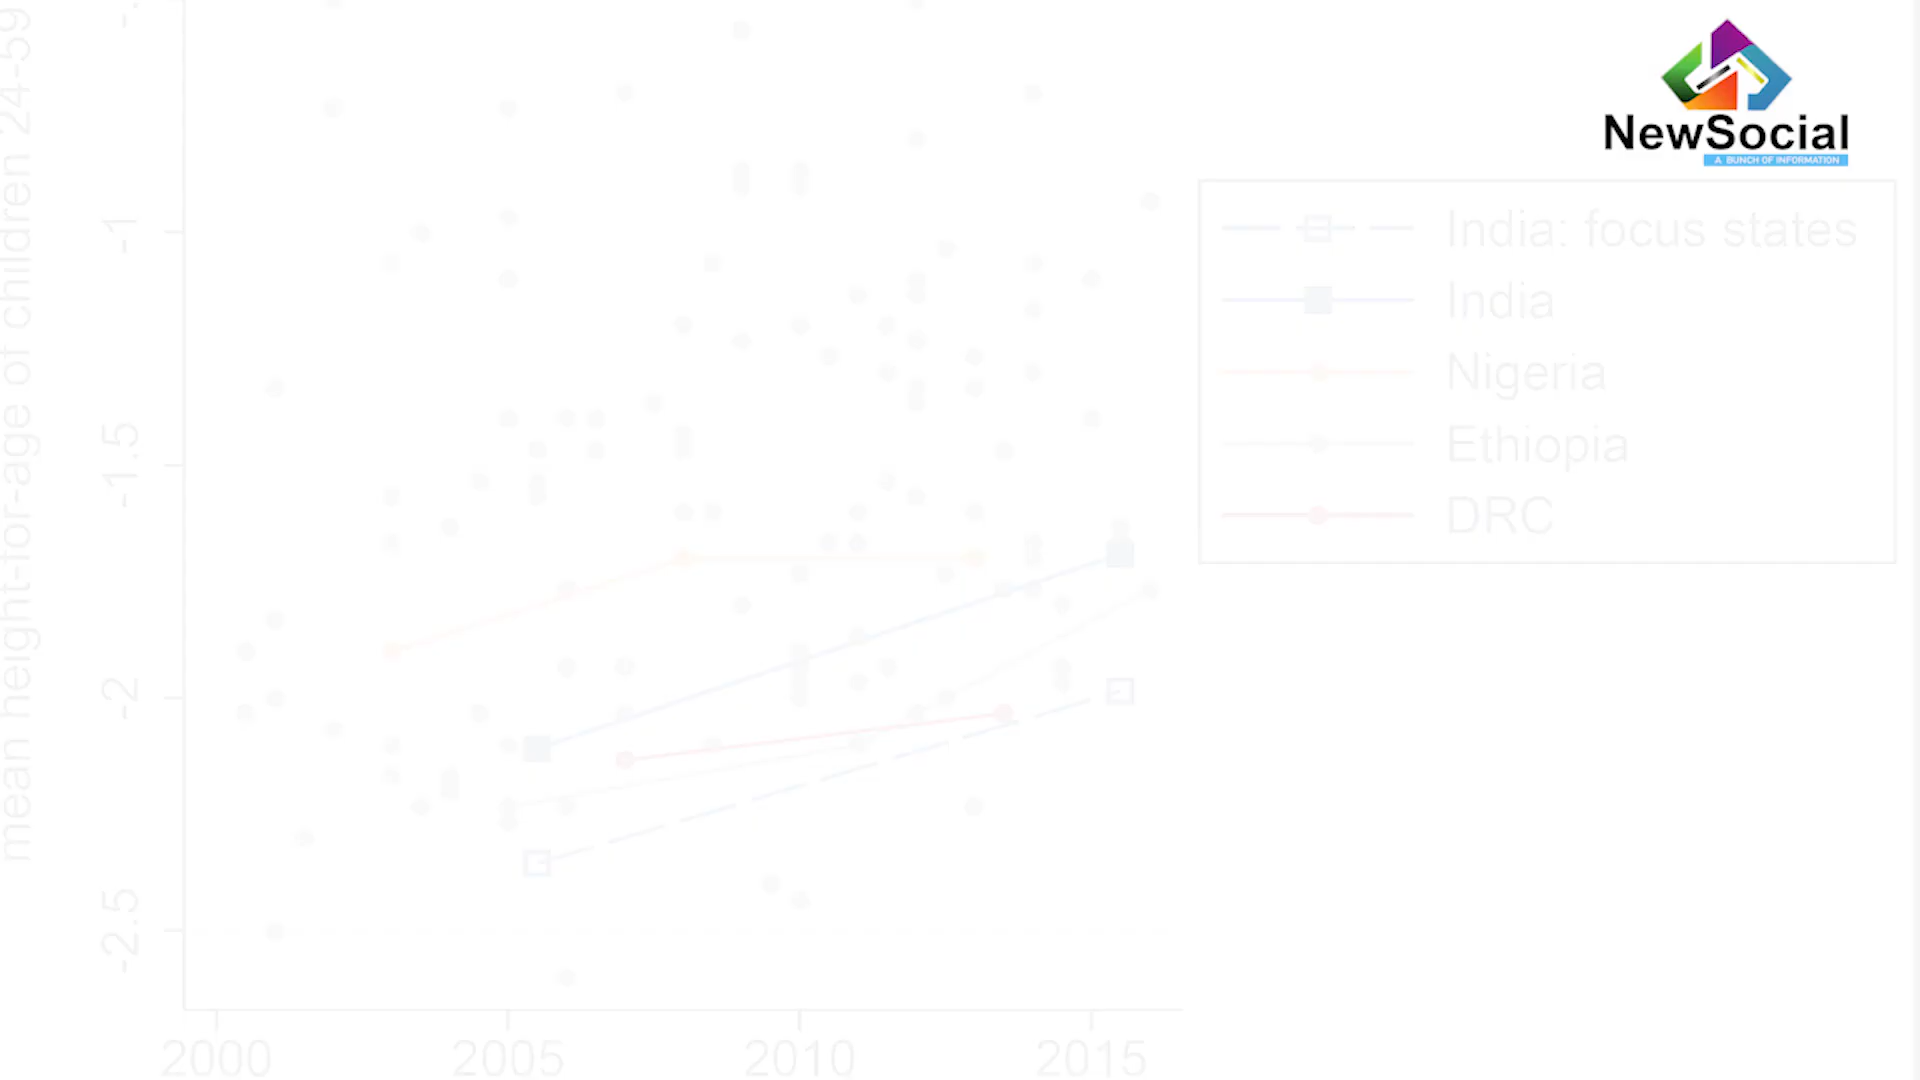 NewSocial
A BUNCH OF INFORMATION
India: focus states
India
Nigeria
Ethiopia
DRC
mean height-for-age of children 24-59
-1
-1.5
-2
-2.5
2000 2005 2010 2015